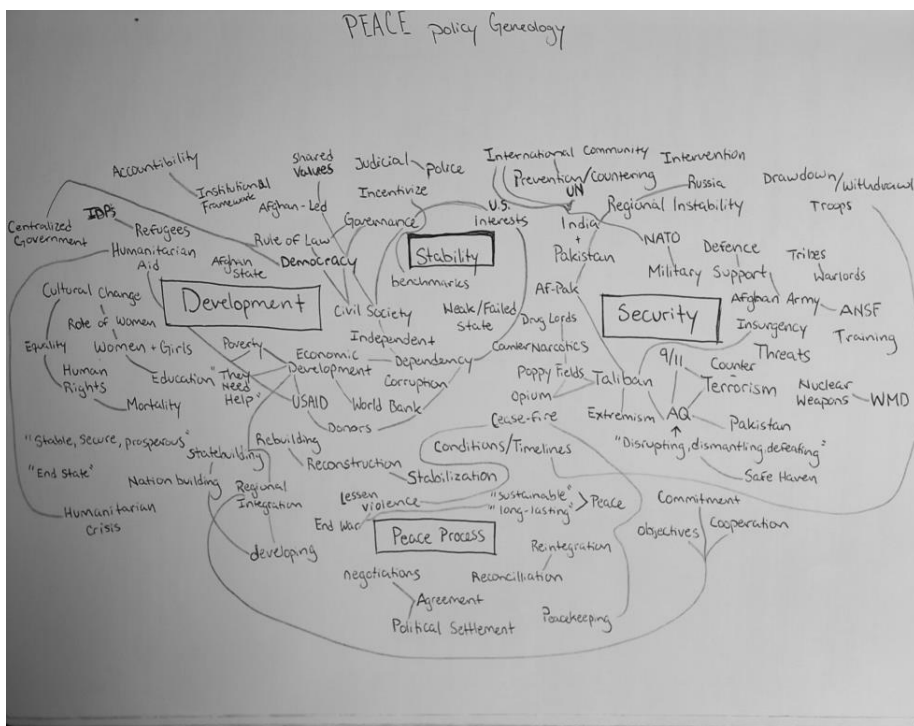 PEACE policy Geneology
Accountibility
Institutional
Framework
Shared
Values
Afghan-Led
Judicial
Police
Incentivize
Governance
International Community
Prevention/Countering
UN
Intervention
Russia
Drawdown/Withdrawl
Troops
Centralized
Government
IDPs
Refugees
Humanitarian
Aid
Rule of Law
Afghan
State
Democracy
Stability
benchmarks
U.S.
Interests
India
+
Pakistan
Regional Instability
NATO
Military
Defence
Support
Tribes
Warlords
Af-Pak
Afghan Army
ANSF
Training
Cultural Change
Role of Women
Development
Civil Society
Independent
Weak/Failed
State
Drug Lords
Counter Narcotics
Security
Insurgency
Threats
9/11
Counter
Terrorism
Equality
Women + Girls
Human
Rights
Education
Mortality
Poverty
"They
Need
Help"
Economic
Development
Dependency
Corruption
USAID
World Bank
Donors
Poppy Fields
Opium
Taliban
Extremism
AQ
Nuclear
Weapons
WMD
Pakistan
"Disrupting, dismantling, defeating"
Safe Haven
"Stable, secure, prosperous"
"End State"
Statebuilding
Nation building
Rebuilding
Reconstruction
Stabilization
Cease-fire
Conditions/Timelines
Regional
Integration
Humanitarian
Crisis
developing
Lessen
violence
End War
"sustainable"
"long-lasting"
Peace
Commitment
Objectives
Cooperation
Peace Process
Reintegration
Reconcilliation
negotiations
Agreement
Political Settlement
Peacekeeping